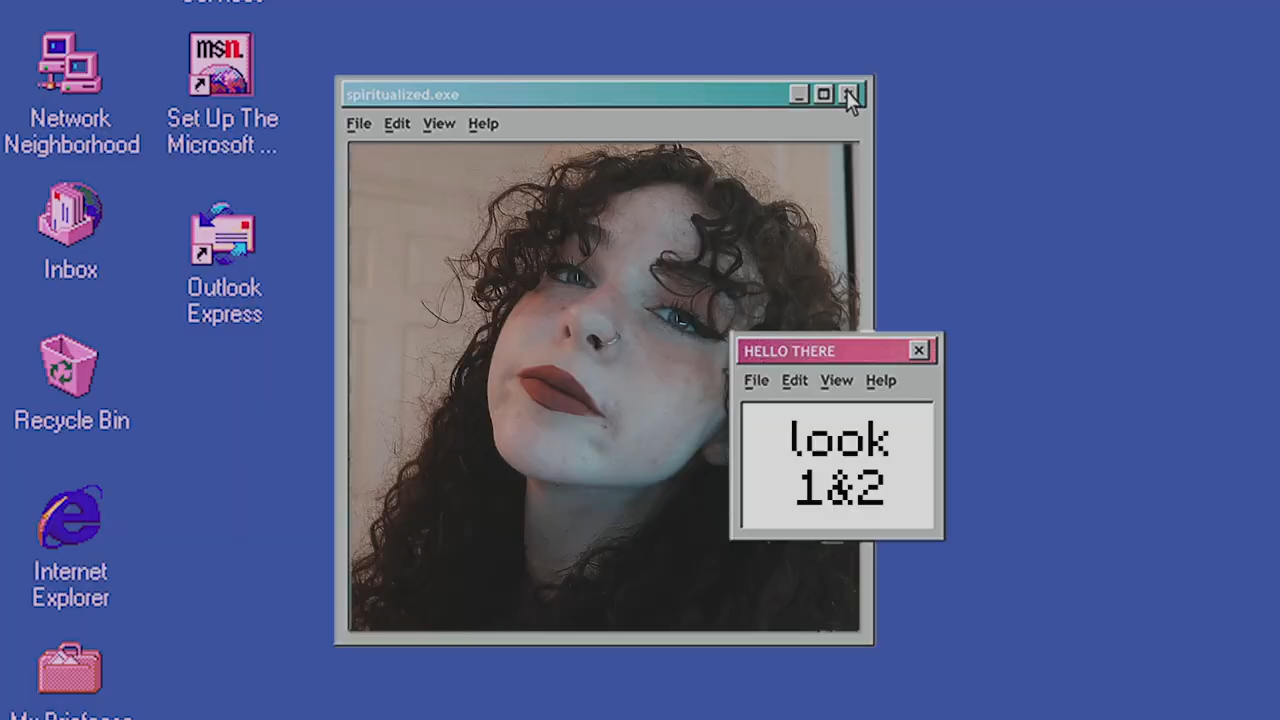 msn.
Network
Neighborhood
Set Up The
Microsoft ...
Inbox
Outlook
Express
Recycle Bin
Internet
Explorer
spiritualized.exe
File Edit View Help
HELLO THERE
File Edit View Help
look
1&2